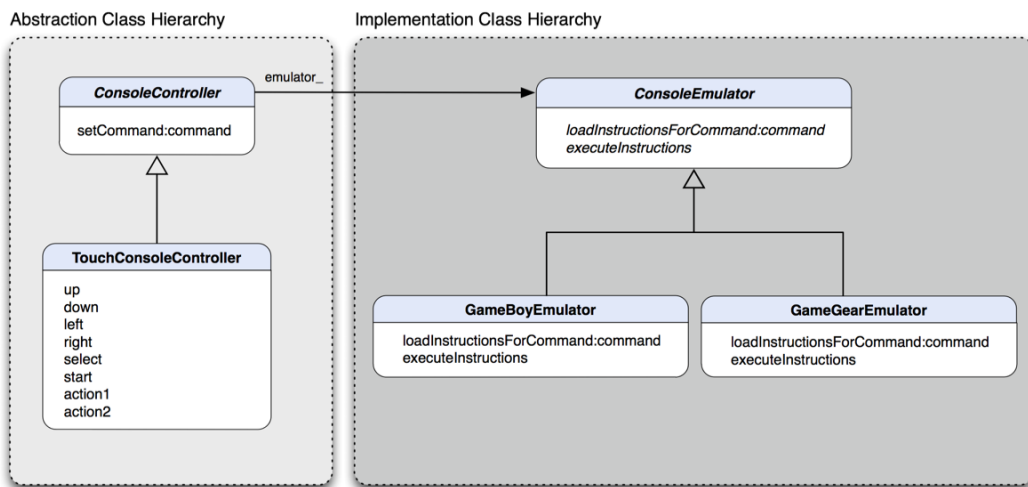 Abstraction Class Hierarchy
Implementation Class Hierarchy
ConsoleController
setCommand:command
emulator_
ConsoleEmulator
loadInstructionsForCommand:command
executeInstructions
TouchConsoleController
up
down
left
right
select
start
action1
action2
GameBoyEmulator
loadInstructionsForCommand:command
executeInstructions
GameGearEmulator
loadInstructionsForCommand:command
executeInstructions